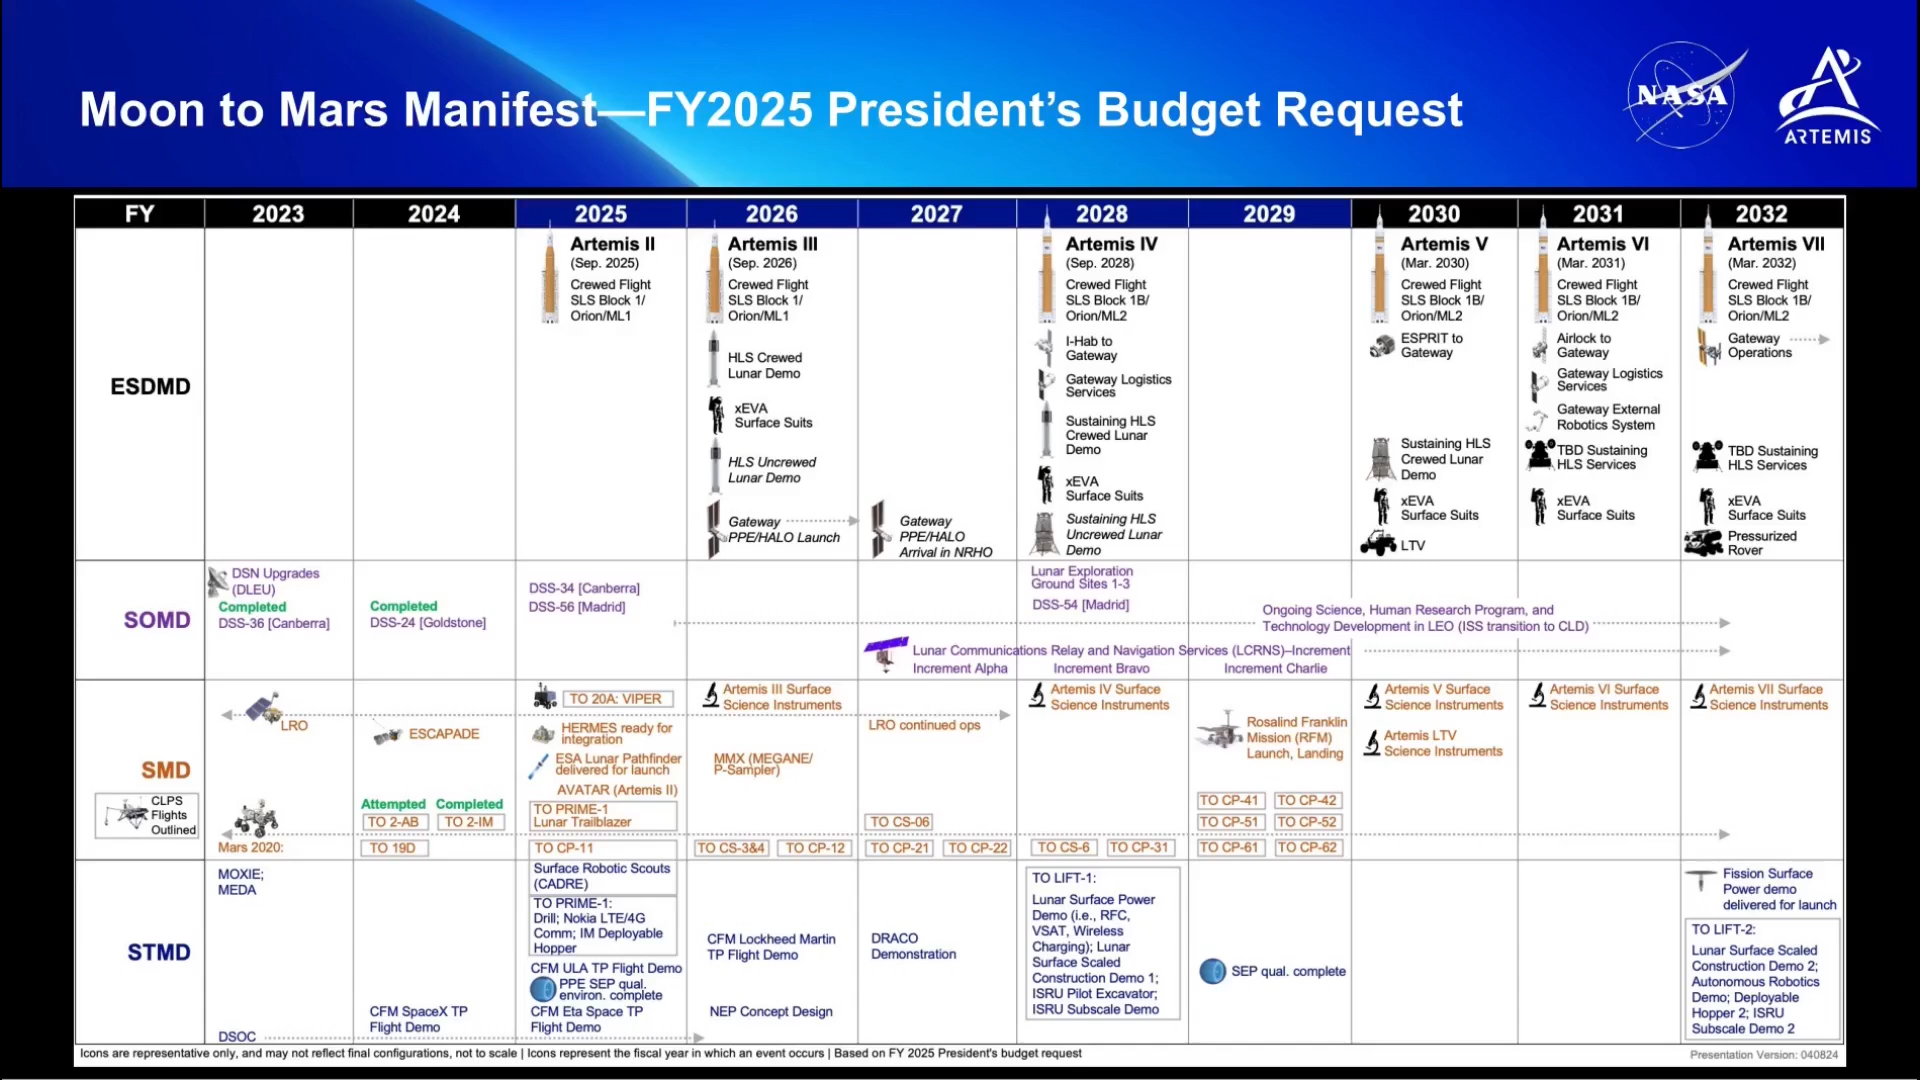 Moon to Mars Manifest—FY2025 President's Budget Request
NASA
ARTEMIS
FY 2023 2024 2025 2026 2027 2028 2029 2030 2031 2032
ESDMD
Artemis II
(Sep. 2025)
Crewed Flight
SLS Block 1/
Orion/ML1
Artemis III
(Sep. 2026)
Crewed Flight
SLS Block 1/
Orion/ML1
HLS Crewed
Lunar Demo
xEVA
Surface Suits
HLS Uncrewed
Lunar Demo
Gateway
PPE/HALO Launch
Gateway
PPE/HALO
Arrival in NRHO
Artemis IV
(Sep. 2028)
Crewed Flight
SLS Block 1B/
Orion/ML2
I-Hab to
Gateway
Gateway Logistics
Services
Sustaining HLS
Crewed Lunar
Demo
xEVA
Surface Suits
Sustaining HLS
Uncrewed Lunar
Demo
Artemis V
(Mar. 2030)
Crewed Flight
SLS Block 1B/
Orion/ML2
ESPRIT to
Gateway
Sustaining HLS
Crewed Lunar
Demo
xEVA
Surface Suits
LTV
Artemis VI
(Mar. 2031)
Crewed Flight
SLS Block 1B/
Orion/ML2
Airlock to
Gateway
Gateway Logistics
Services
Gateway External
Robotics System
TBD Sustaining
HLS Services
xEVA
Surface Suits
Artemis VII
(Mar. 2032)
Crewed Flight
SLS Block 1B/
Orion/ML2
Gateway
Operations
TBD Sustaining
HLS Services
xEVA
Surface Suits
Pressurized
Rover
SOMD
DSN Upgrades
(DLEU)
Completed
DSS-36 [Canberra]
Completed
DSS-24 [Goldstone]
DSS-34 [Canberra]
DSS-56 [Madrid]
Lunar Exploration
Ground Sites 1-3
DSS-54 [Madrid]
Ongoing Science, Human Research Program, and
Technology Development in LEO (ISS transition to CLD)
Lunar Communications Relay and Navigation Services (LCRNS)–Increment
Increment Alpha
Increment Bravo
Increment Charlie
SMD
CLPS
Flights
Outlined
LRO
Mars 2020:
ESCAPADE
Attempted
TO 2-AB
Completed
TO 2-IM
TO 19D
TO 20A: VIPER
HERMES ready for
integration
ESA Lunar Pathfinder
delivered for launch
AVATAR (Artemis II)
TO PRIME-1
Lunar Trailblazer
TO CP-11
Artemis III Surface
Science Instruments
MMX (MEGANE/
P-Sampler)
TO CS-3&4
TO CP-12
LRO continued ops
TO CS-06
TO CP-21
TO CP-22
Artemis IV Surface
Science Instruments
TO CS-6
TO CP-31
Rosalind Franklin
Mission (RFM)
Launch, Landing
TO CP-41
TO CP-42
TO CP-51
TO CP-52
TO CP-61
TO CP-62
Artemis V Surface
Science Instruments
Artemis LTV
Science Instruments
Artemis VI Surface
Science Instruments
Artemis VII Surface
Science Instruments
STMD
MOXIE;
MEDA
DSOC
CFM SpaceX TP
Flight Demo
Surface Robotic Scouts
(CADRE)
TO PRIME-1:
Drill; Nokia LTE/4G
Comm; IM Deployable
Hopper
CFM ULA TP Flight Demo
PPE SEP qual.
environ. complete
CFM Eta Space TP
Flight Demo
CFM Lockheed Martin
TP Flight Demo
NEP Concept Design
DRACO
Demonstration
TO LIFT-1:
Lunar Surface Power
Demo (i.e., RFC,
VSAT, Wireless
Charging); Lunar
Surface Scaled
Construction Demo 1;
ISRU Pilot Excavator;
ISRU Subscale Demo
SEP qual. complete
Fission Surface
Power demo
delivered for launch
TO LIFT-2:
Lunar Surface Scaled
Construction Demo 2;
Autonomous Robotics
Demo; Deployable
Hopper 2; ISRU
Subscale Demo 2
Icons are representative only, and may not reflect final configurations, not to scale | Icons represent the fiscal year in which an event occurs | Based on FY 2025 President's budget request
Presentation Version: 040824